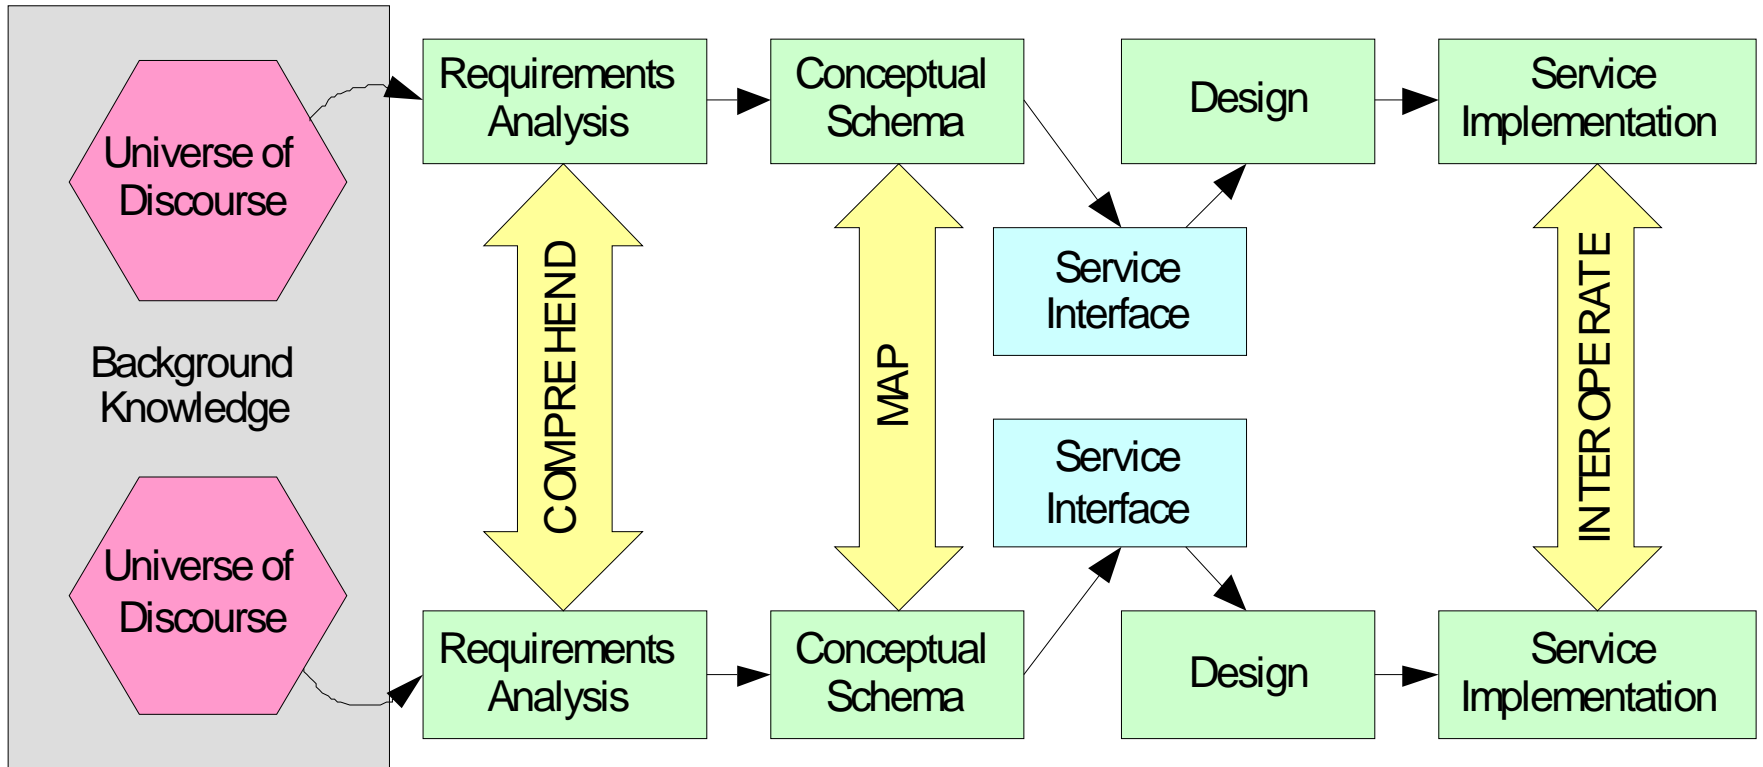 Universe of
Discourse
Requirements
Analysis
Conceptual
Schema
Design
Service
Implementation
Service
Interface
Background
Knowledge
COMPREHEND
MAP
INTEROPERATE
Service
Interface
Universe of
Discourse
Requirements
Analysis
Conceptual
Schema
Design
Service
Implementation